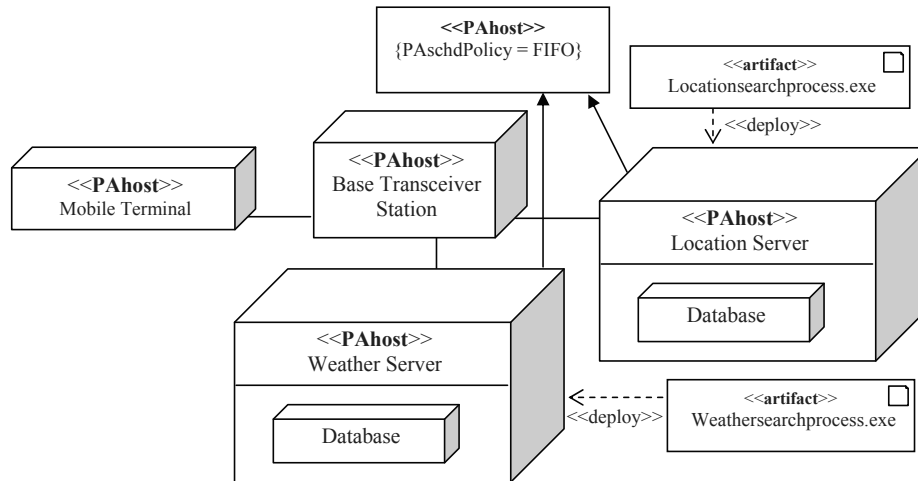 <<PAhost>>
{PAschdPolicy = FIFO}
<<artifact>>
Locationsearchprocess.exe
<<deploy>>
<<PAhost>>
Mobile Terminal
<<PAhost>>
Base Transceiver
Station
<<PAhost>>
Location Server
Database
<<PAhost>>
Weather Server
Database
<<deploy>>
<<artifact>>
Weathersearchprocess.exe